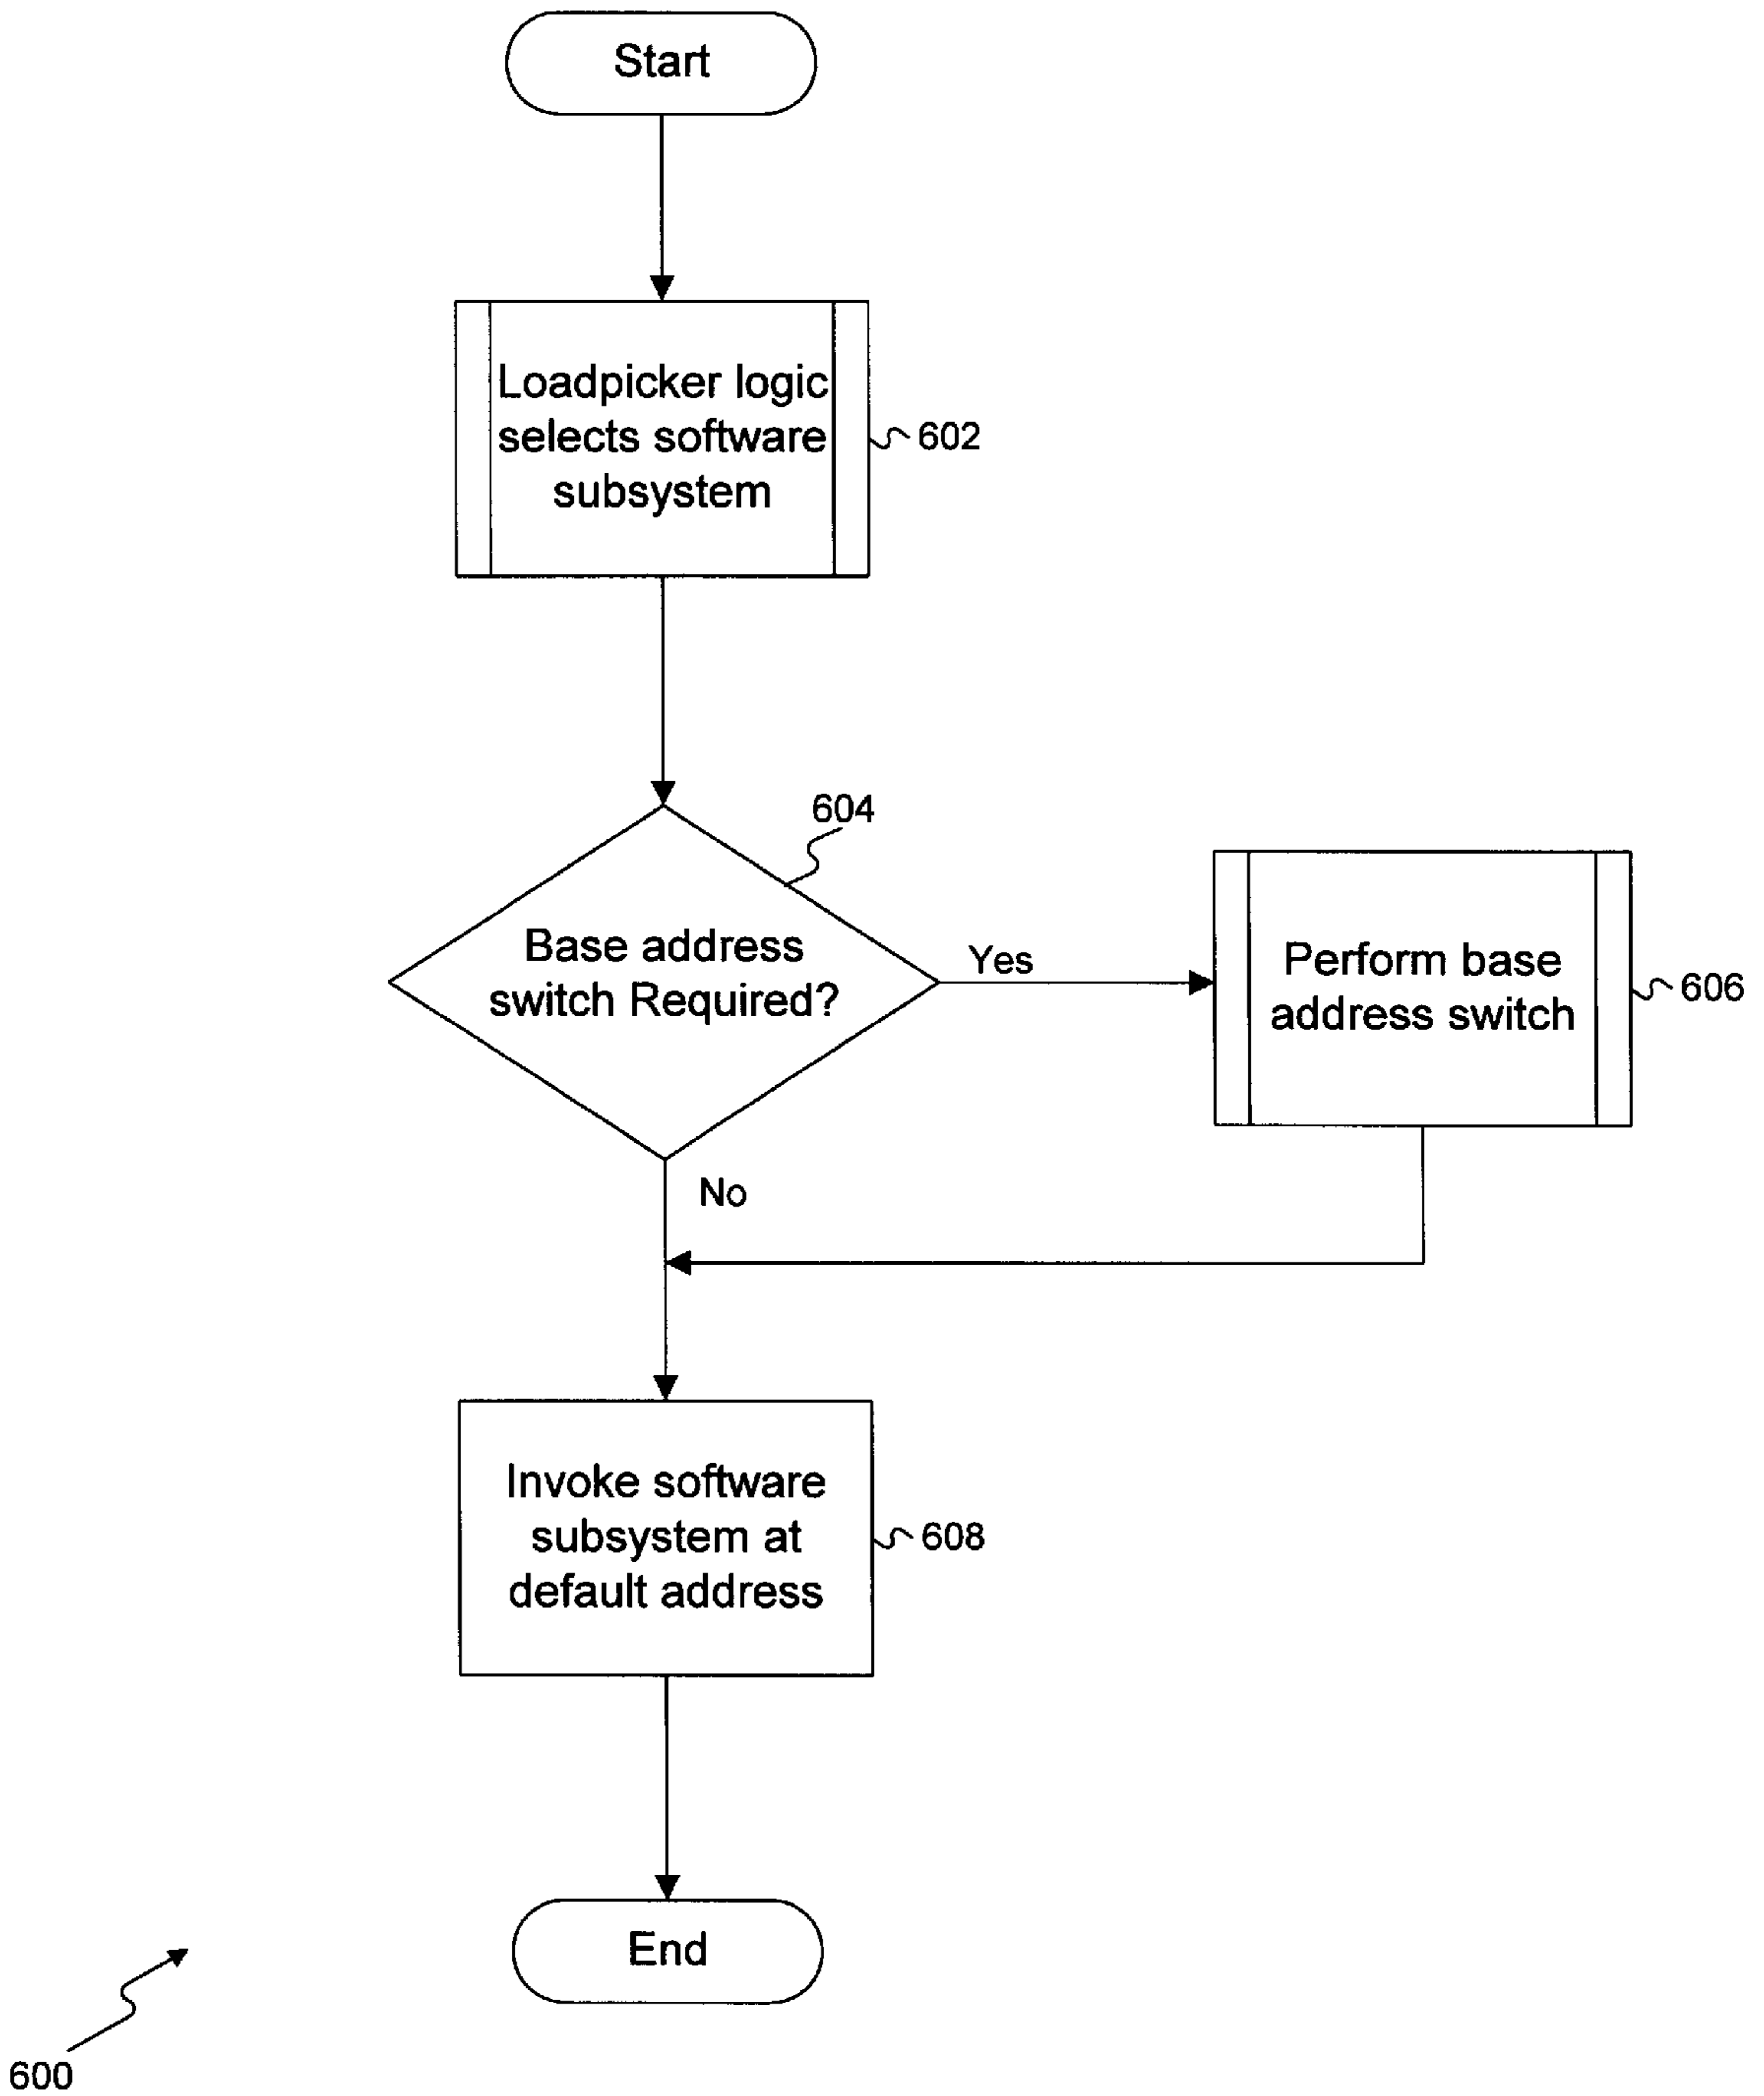 Start
Loadpicker logic
selects software
subsystem
602
604
Base address
switch Required?
Yes
Perform base
address switch
606
No
Invoke software
subsystem at
default address
608
End
600